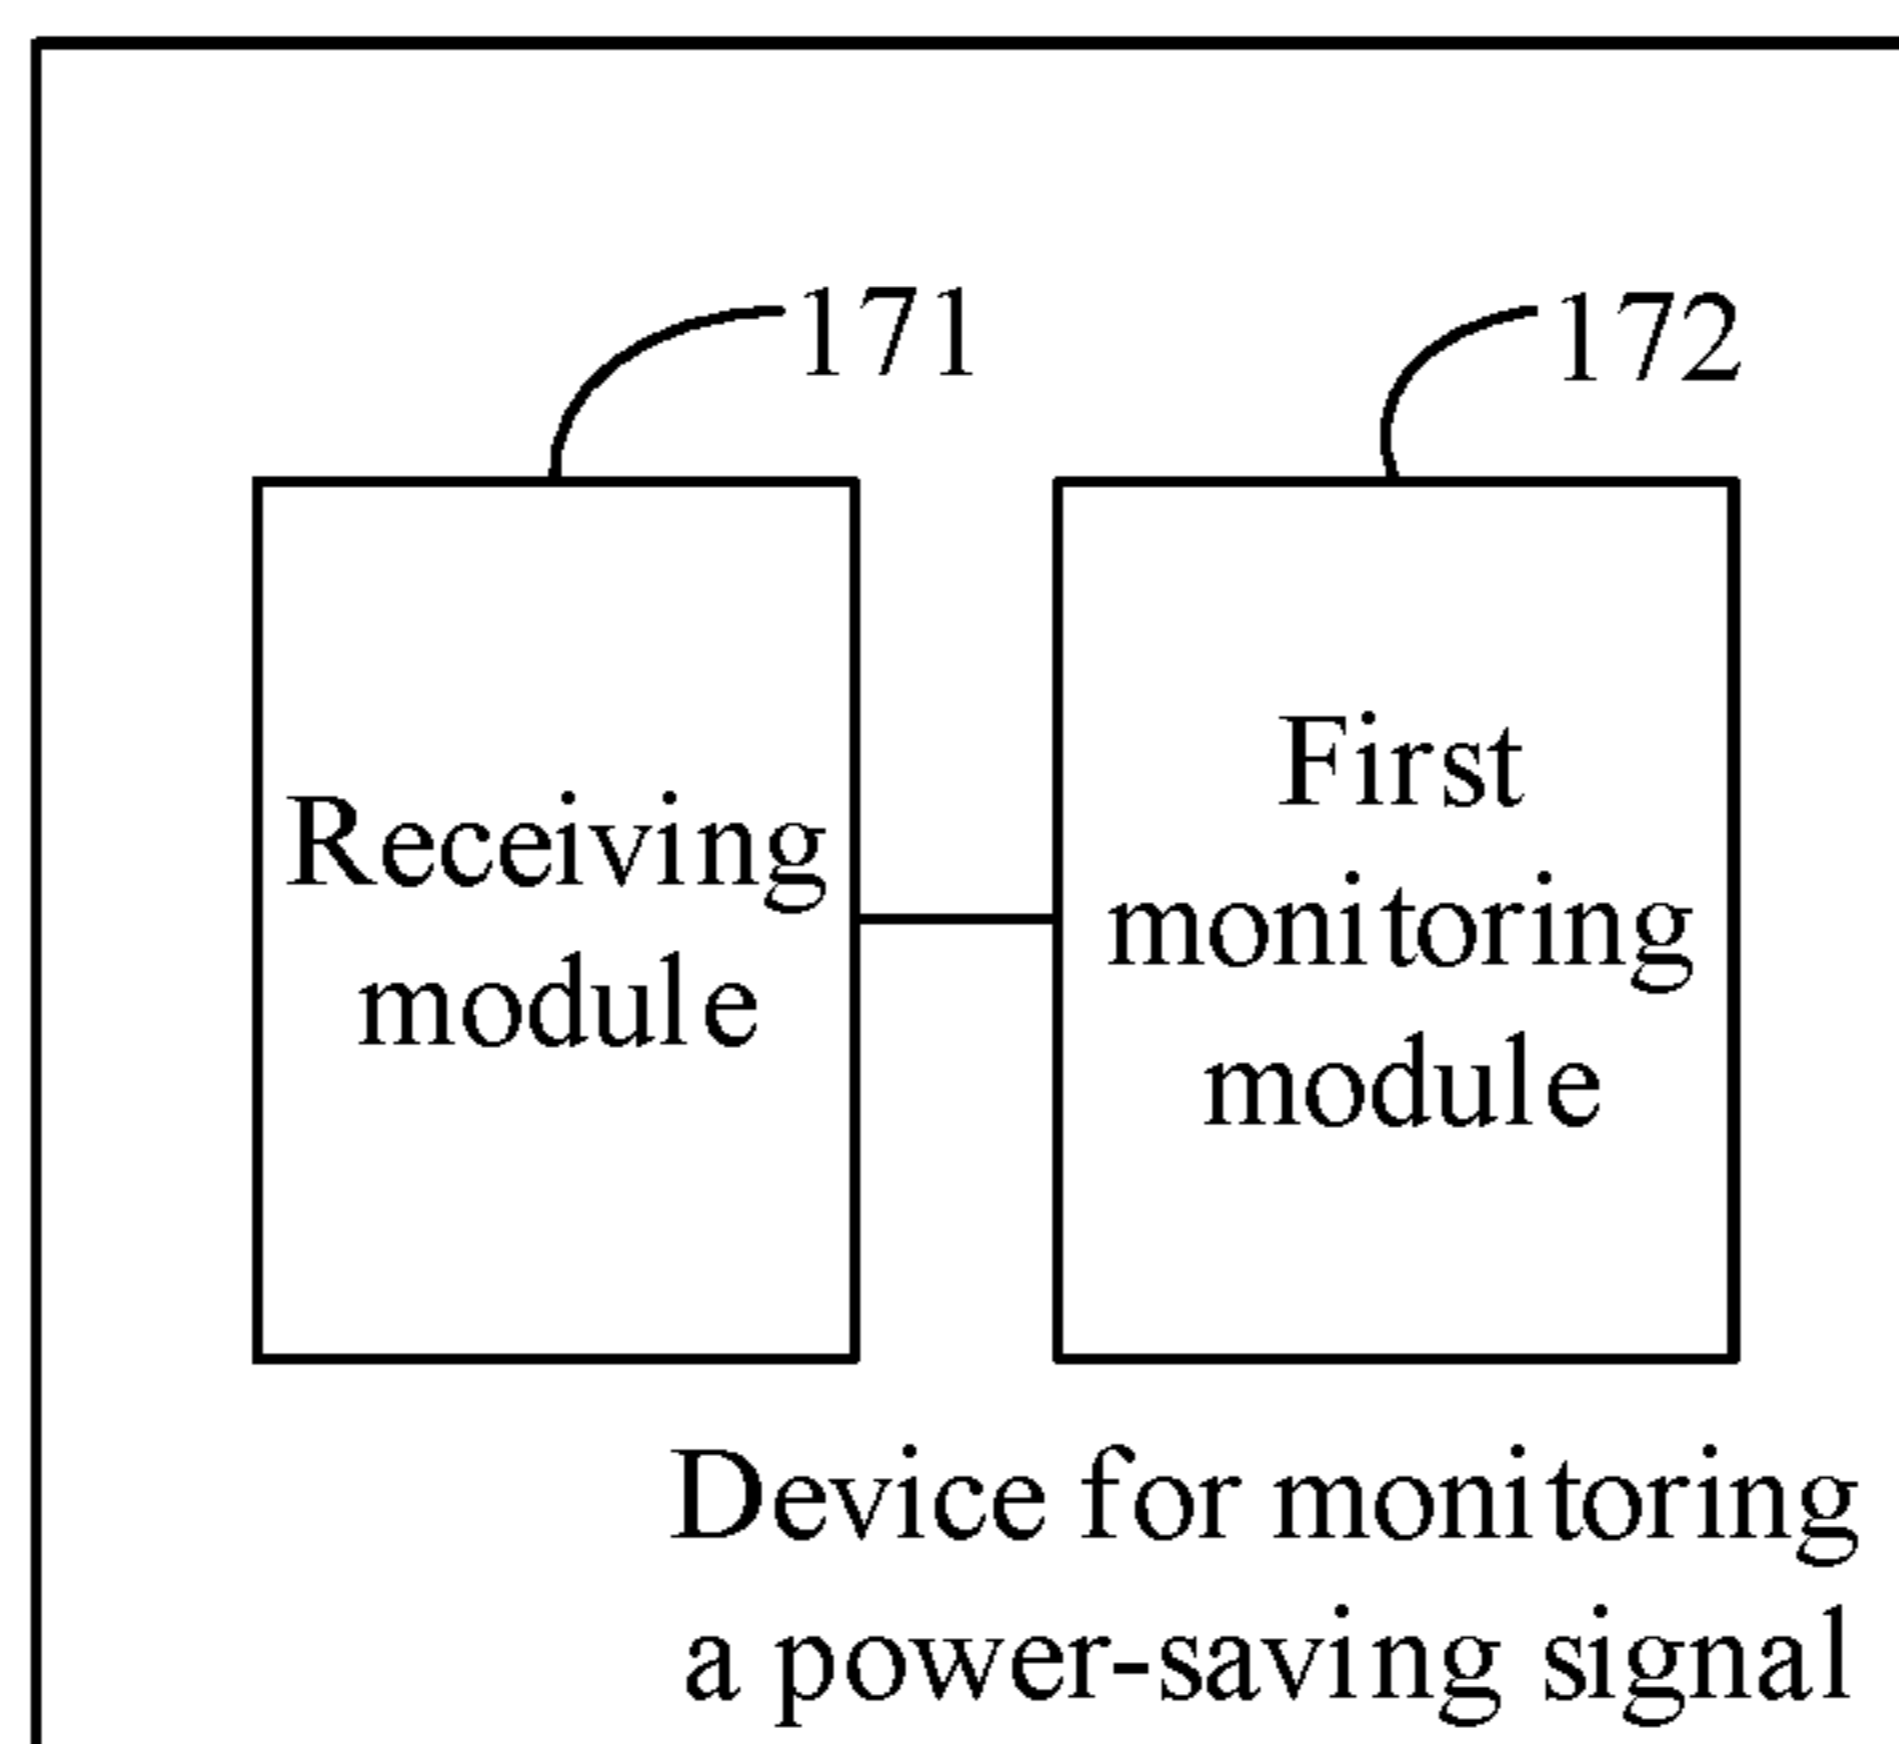 171
172
Receiving
module
First
monitoring
module
Device for monitoring
a power-saving signal